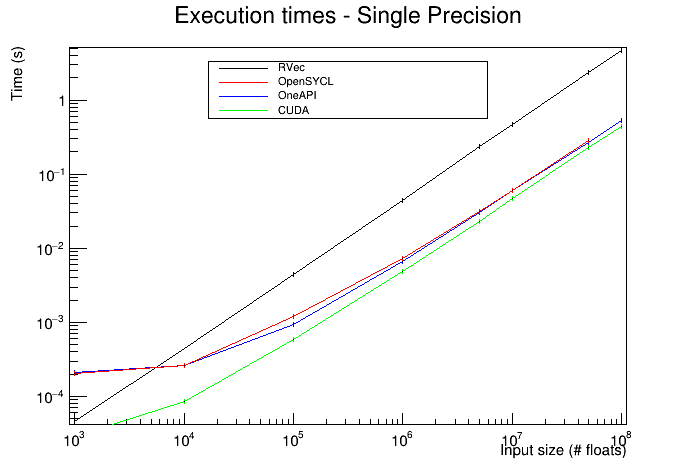 Execution times - Single Precision
Time (s)
RVec
OpenSYCL
OneAPI
CUDA
1
10⁻¹
10⁻²
10⁻³
10⁻⁴
10³ 10⁴ 10⁵ 10⁶ 10⁷ 10⁸
Input size (# floats)